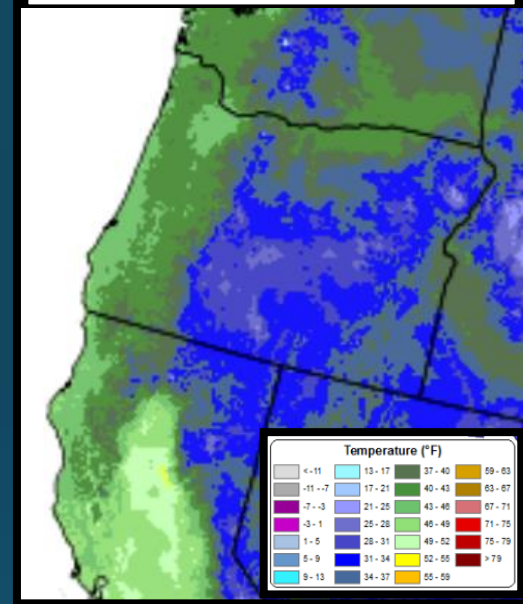 Temperature (°F)
< -11 13 - 17 37 - 40 59 - 63
-11 - -7 17 - 21 40 - 43 63 - 67
-7 - -3 21 - 25 43 - 46 67 - 71
-3 - 1 25 - 28 46 - 49 71 - 75
1 - 5 28 - 31 49 - 52 75 - 79
5 - 9 31 - 34 52 - 55 > 79
9 - 13 34 - 37 55 - 59